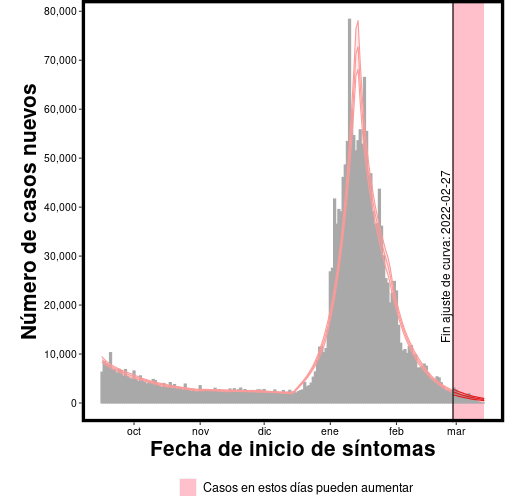 80,000
70,000
60,000
50,000
40,000
30,000
20,000
10,000
0
Número de casos nuevos
Fin ajuste de curva: 2022-02-27
oct nov dic ene feb mar
Fecha de inicio de síntomas
Casos en estos días pueden aumentar